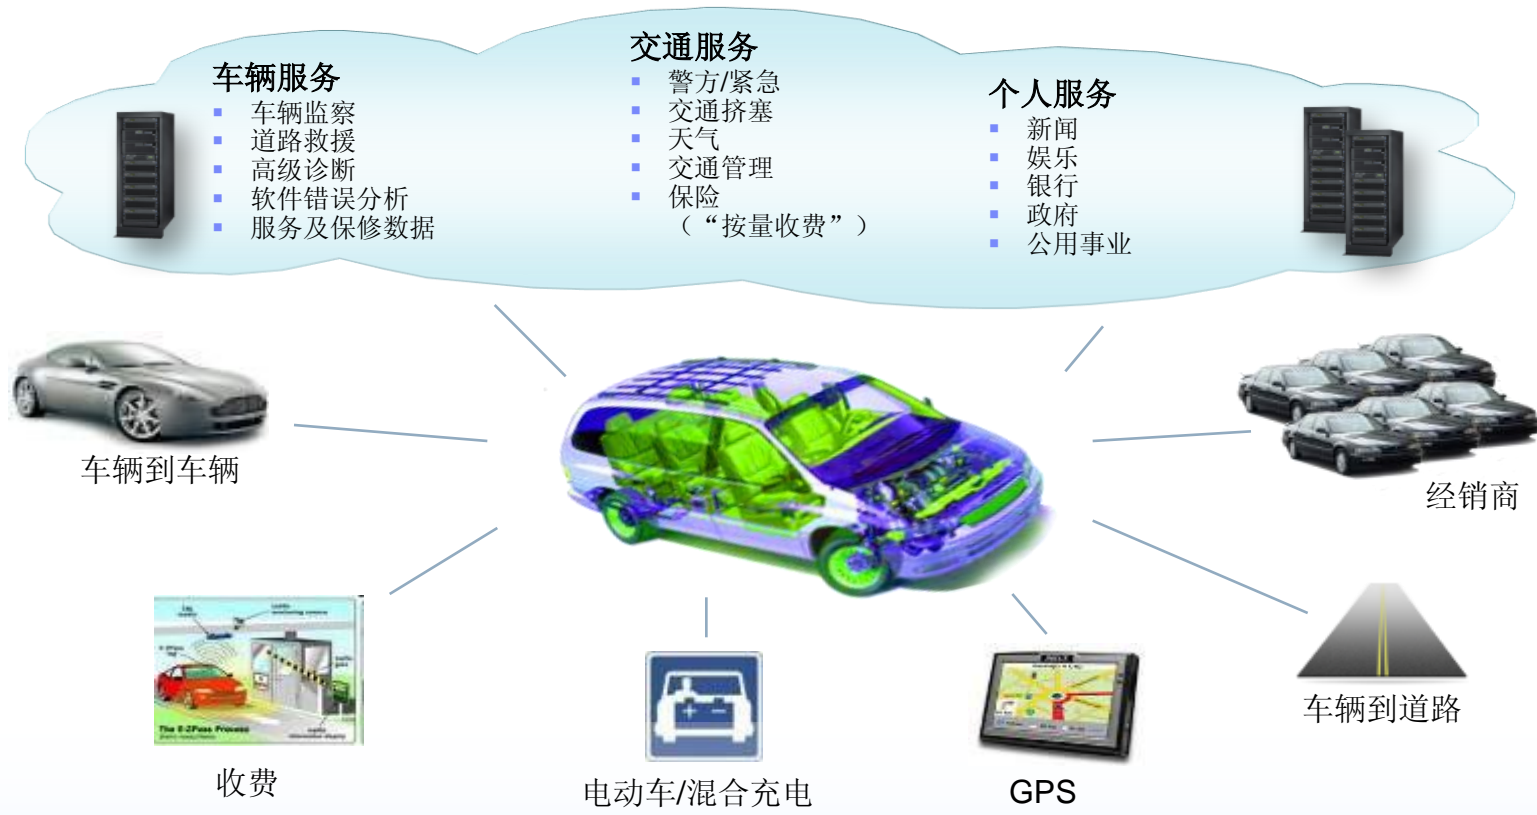 车辆服务
车辆监察
道路救援
高级诊断
软件错误分析
服务及保修数据
交通服务
警方/紧急
交通挤塞
天气
交通管理
保险
（“按量收费”）
个人服务
新闻
娱乐
银行
政府
公用事业
车辆到车辆
经销商
The E-ZPass Process
收费
电动车/混合充电
GPS
车辆到道路